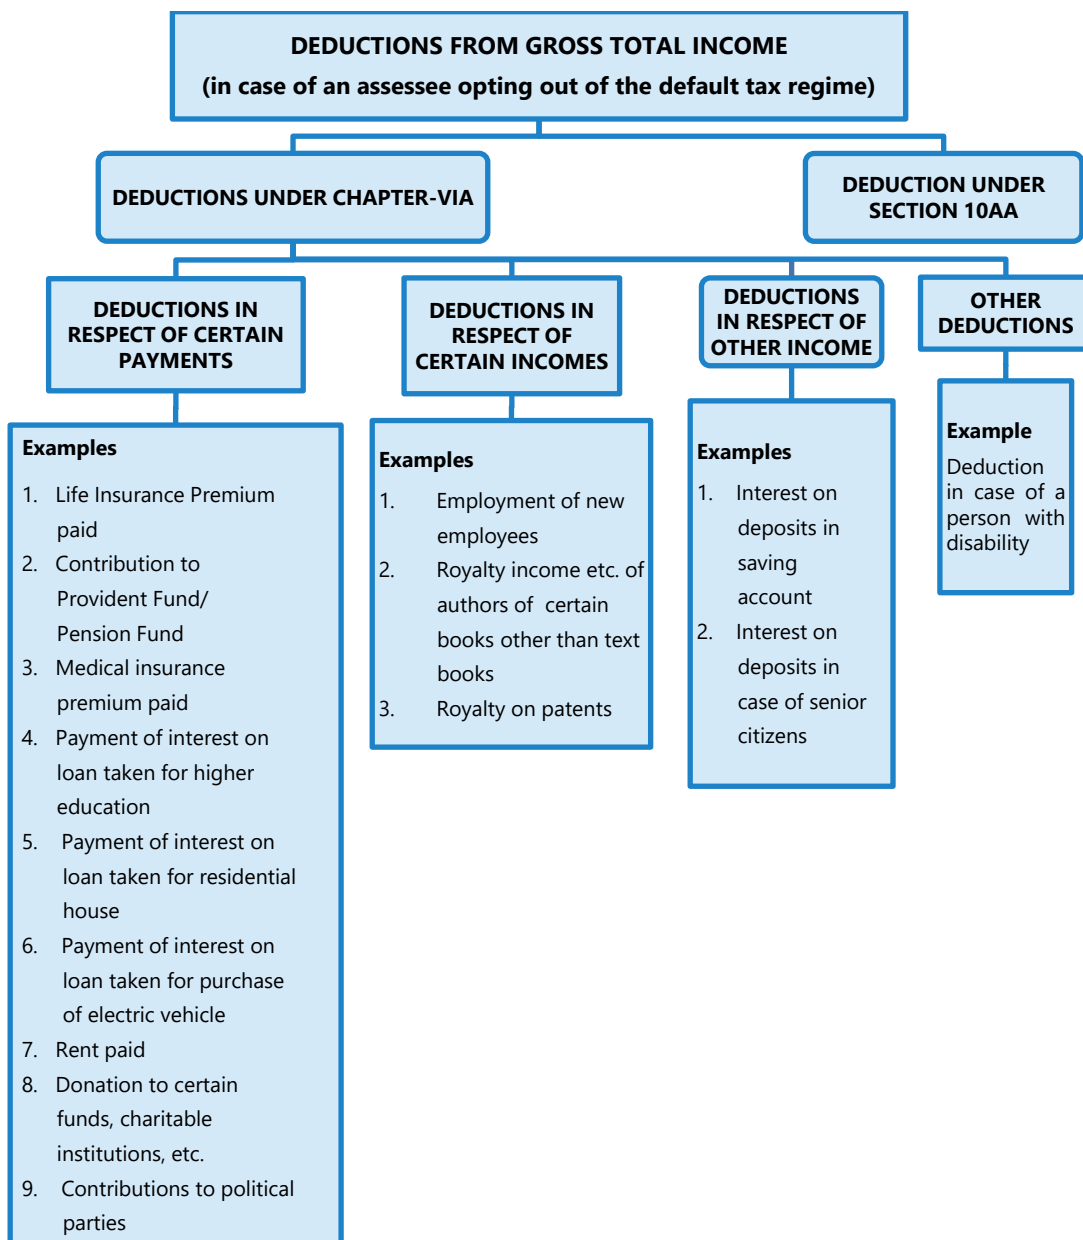 DEDUCTIONS FROM GROSS TOTAL INCOME
(in case of an assessee opting out of the default tax regime)
DEDUCTIONS UNDER CHAPTER-VIA
DEDUCTION UNDER
SECTION 10AA
DEDUCTIONS IN
RESPECT OF CERTAIN
PAYMENTS
Examples
1. Life Insurance Premium
paid
2. Contribution to
Provident Fund/
Pension Fund
3. Medical insurance
premium paid
4. Payment of interest on
loan taken for higher
education
5. Payment of interest on
loan taken for residential
house
6. Payment of interest on
loan taken for purchase
of electric vehicle
7. Rent paid
8. Donation to certain
funds, charitable
institutions, etc.
9. Contributions to political
parties
DEDUCTIONS IN
RESPECT OF
CERTAIN INCOMES
Examples
1. Employment of new
employees
2. Royalty income etc. of
authors of certain
books other than text
books
3. Royalty on patents
DEDUCTIONS
IN RESPECT OF
OTHER INCOME
Examples
1. Interest on
deposits in
saving
account
2. Interest on
deposits in
case of senior
citizens
OTHER
DEDUCTIONS
Example
Deduction
in case of a
person with
disability